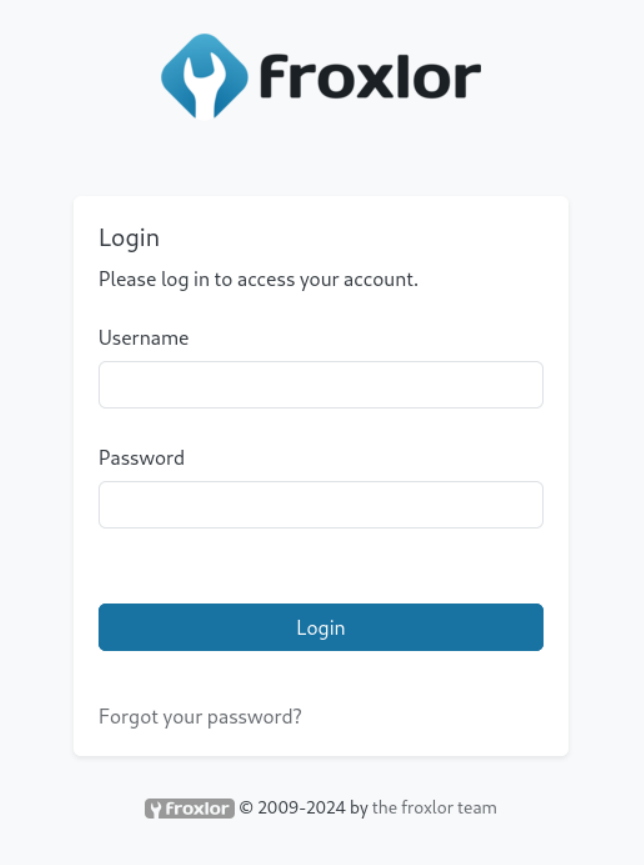 froxlor
Login
Please log in to access your account.
Username
Password
Login
Forgot your password?
froxlor © 2009-2024 by the froxlor team